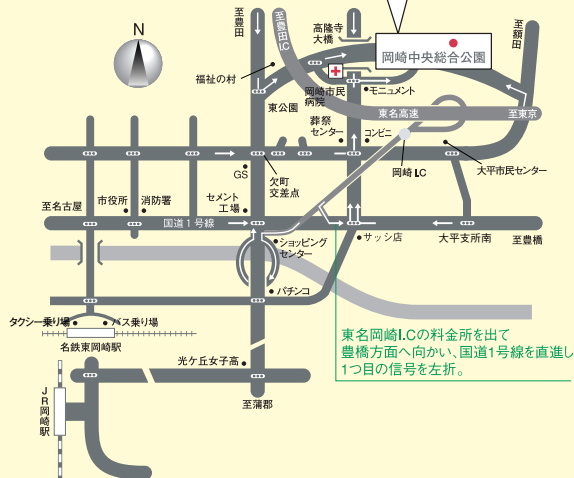 N
至豊田
至豊田I.C
高隆寺
大橋
岡崎中央総合公園
至額田
福祉の村
東公園
岡崎市民
病院
モニュメント
東名高速
至東京
葬祭
センター
コンビニ
岡崎I.C
大平市民センター
GS
欠町
交差点
至名古屋
市役所
消防署
セメント
工場
国道1号線
ショッピング
センター
サッシ店
大平支所南
至豊橋
パチンコ
タクシー乗り場
バス乗り場
名鉄東岡崎駅
光ケ丘女子高
至蒲郡
JR岡崎駅
東名岡崎I.Cの料金所を出て
豊橋方面へ向かい、国道1号線を直進し
1つ目の信号を左折。